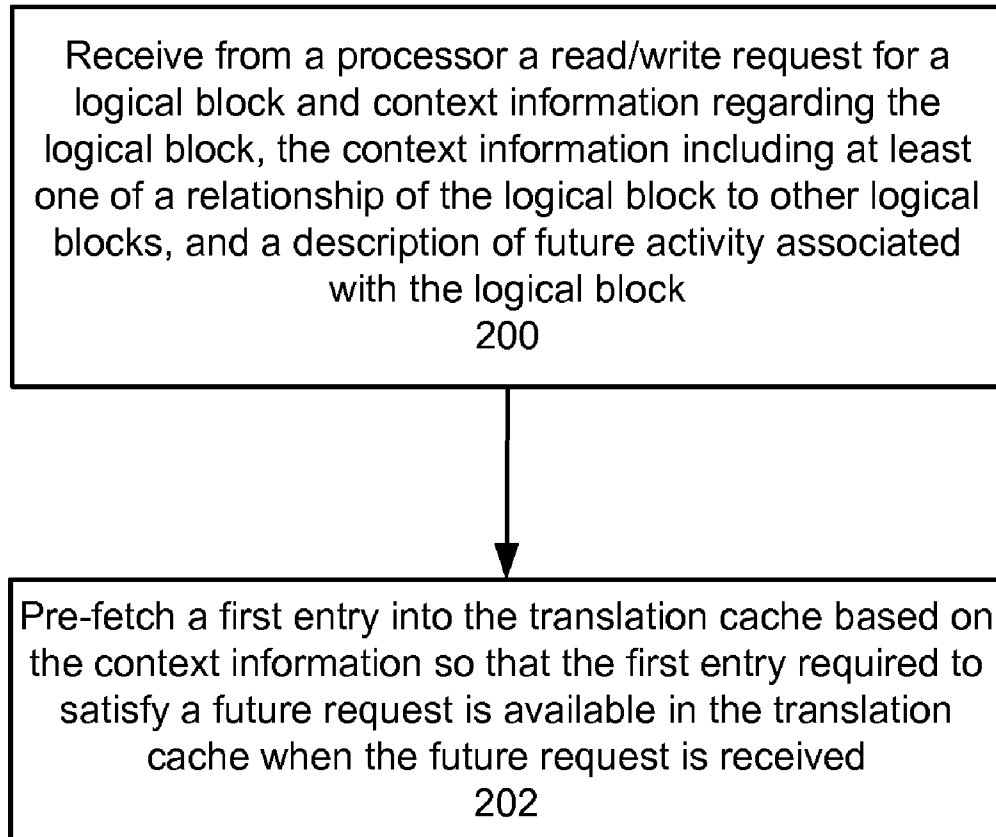 Receive from a processor a read/write request for a
logical block and context information regarding the
logical block, the context information including at least
one of a relationship of the logical block to other logical
blocks, and a description of future activity associated
with the logical block
200
Pre-fetch a first entry into the translation cache based on
the context information so that the first entry required to
satisfy a future request is available in the translation
cache when the future request is received
202